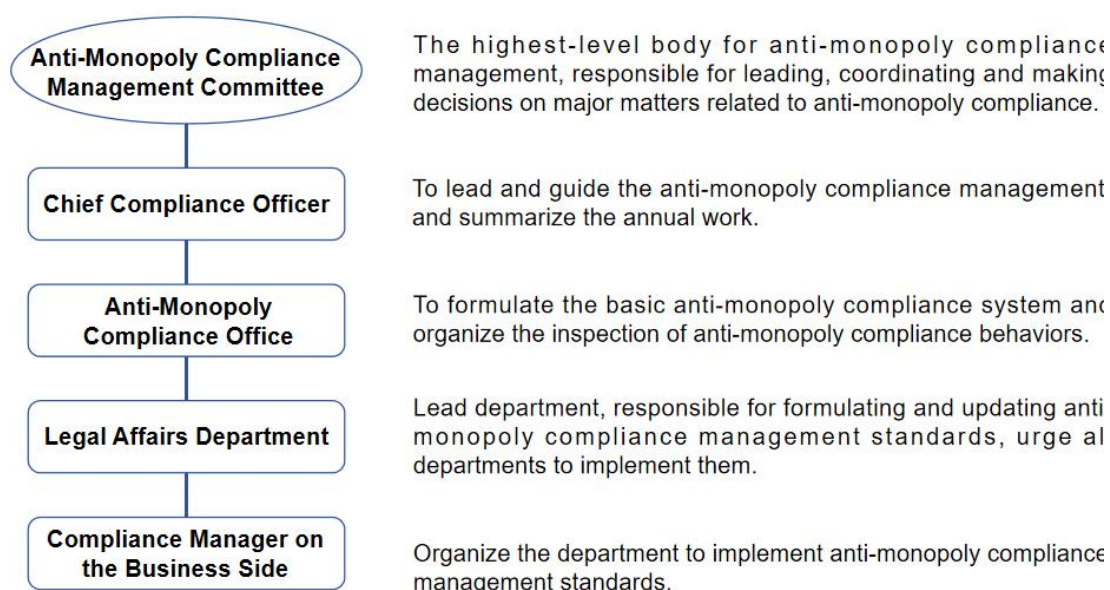 Anti-Monopoly Compliance
Management Committee
The highest-level body for anti-monopoly compliance
management, responsible for leading, coordinating and making
decisions on major matters related to anti-monopoly compliance.
Chief Compliance Officer
To lead and guide the anti-monopoly compliance management
and summarize the annual work.
Anti-Monopoly
Compliance Office
To formulate the basic anti-monopoly compliance system and
organize the inspection of anti-monopoly compliance behaviors.
Legal Affairs Department
Lead department, responsible for formulating and updating anti-
monopoly compliance management standards, urge al
departments to implement them.
Compliance Manager on
the Business Side
Organize the department to implement anti-monopoly compliance
management standards.